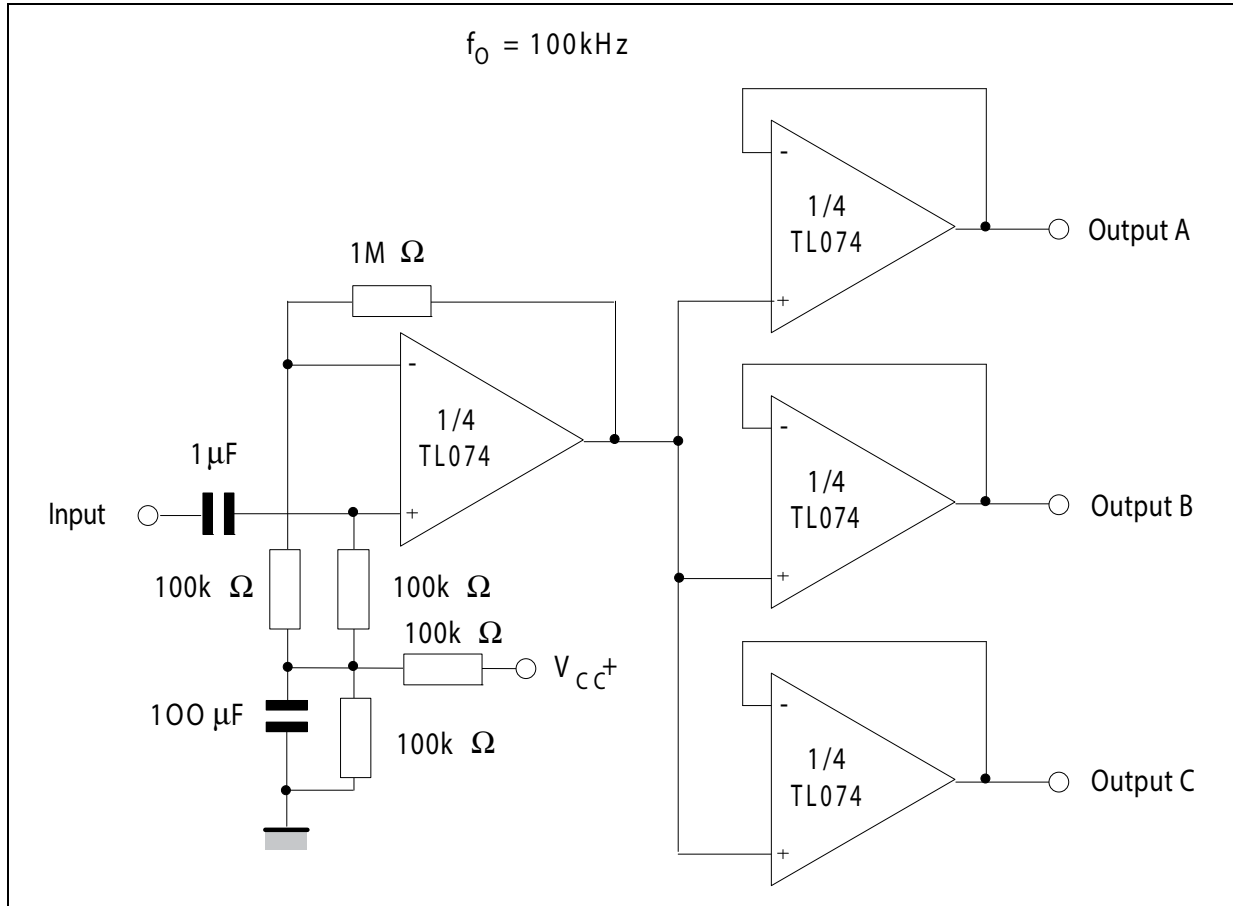 f_O = 100kHz
-
1/4
TL074
+
Output A
1M Ω
-
1/4
TL074
+
1µF
Input
-
1/4
TL074
+
Output B
100k Ω
100k Ω
100k Ω
V_CC+
100 µF
100k Ω
-
1/4
TL074
+
Output C